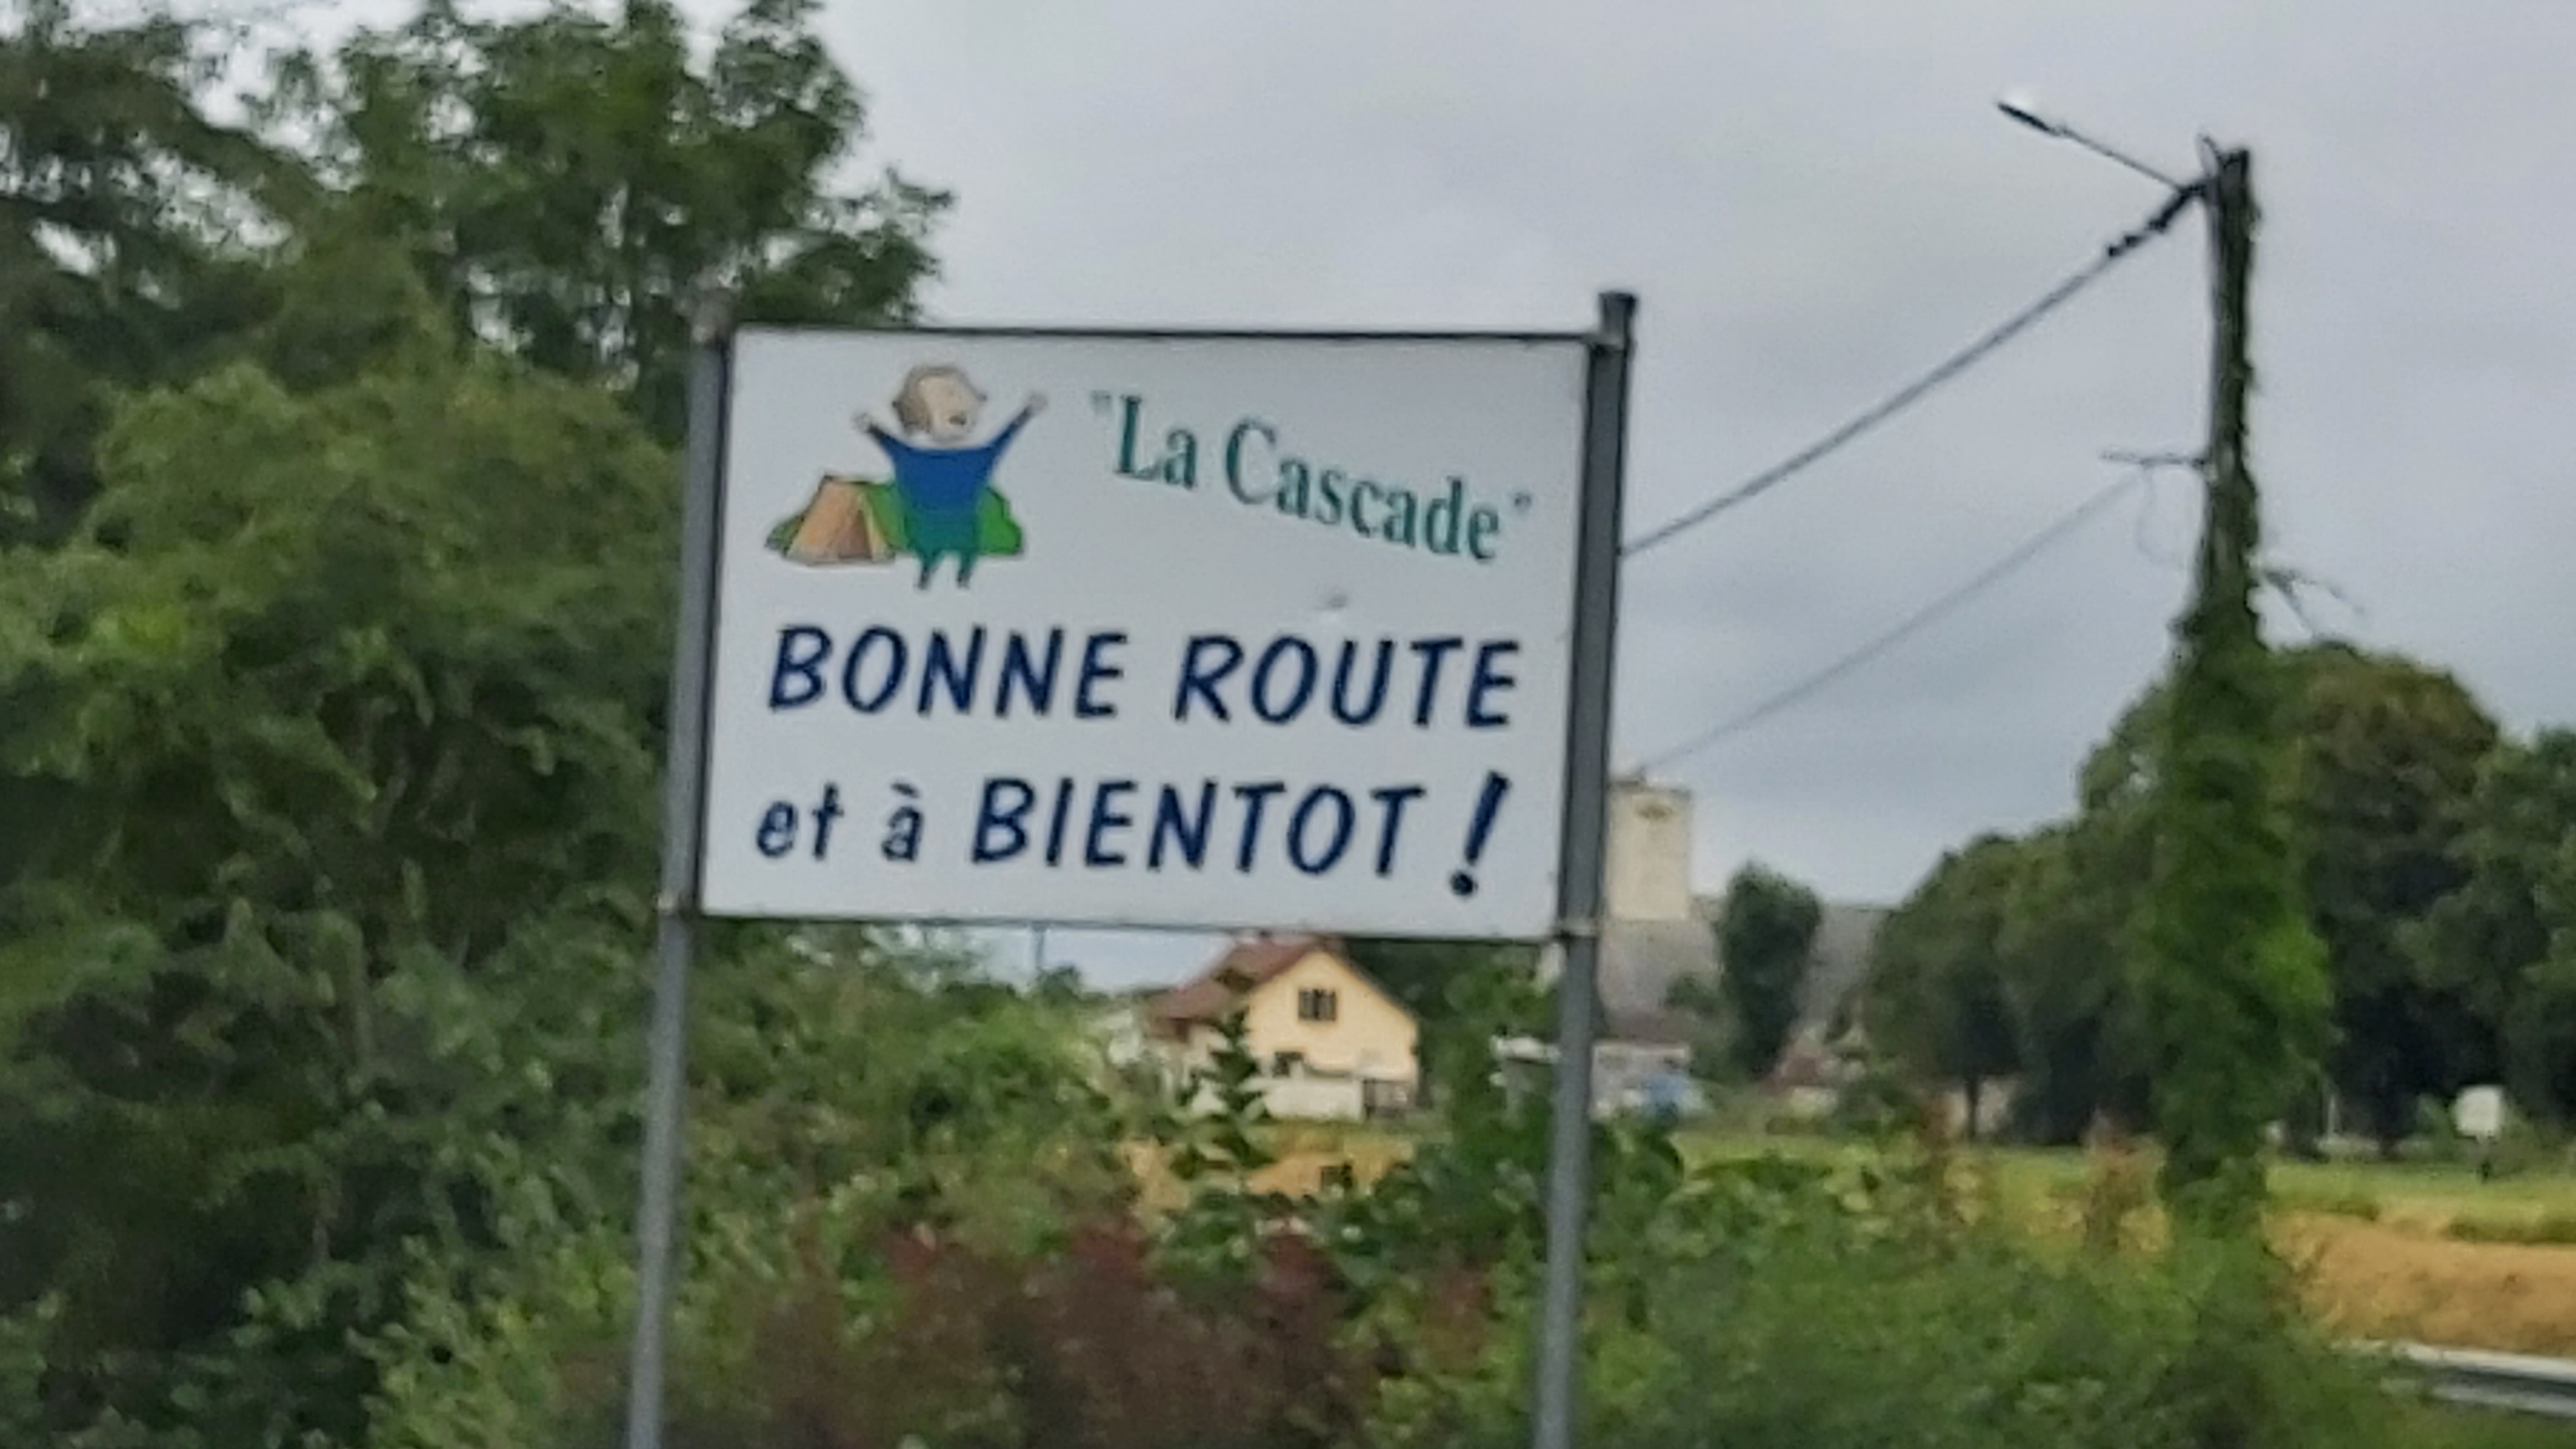 "La Cascade"
BONNE ROUTE
et à BIENTOT !